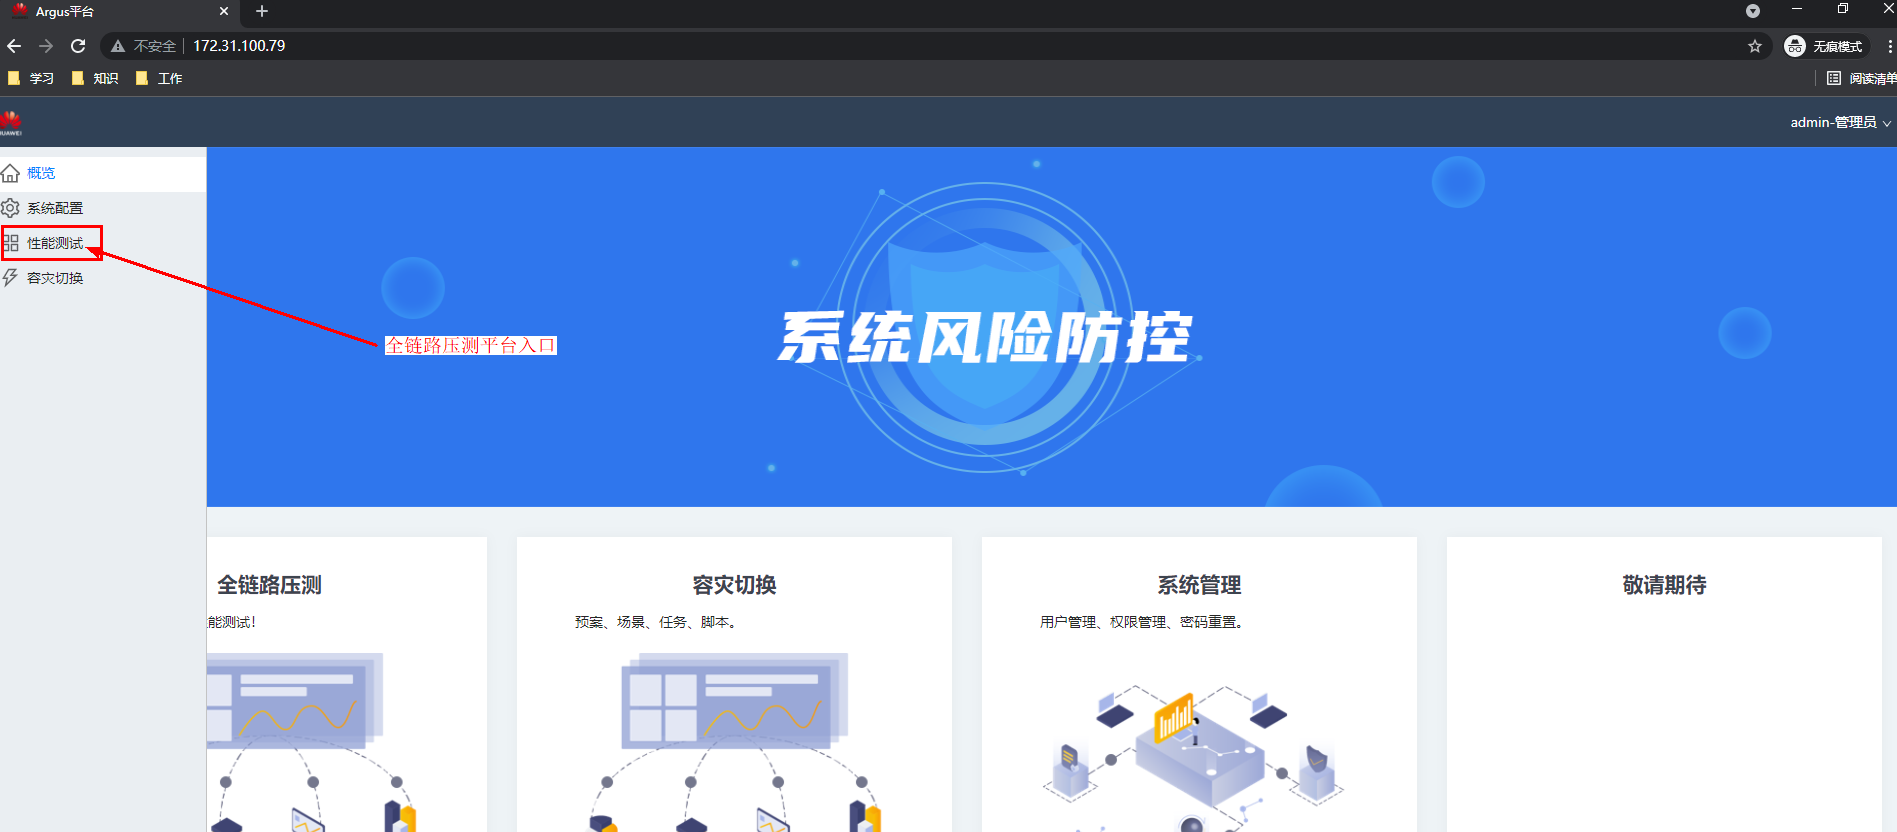 Argus平台
不安全 172.31.100.79
无痕模式
学习 知识 工作
阅读清单
HUAWEI
admin-管理员
概览
系统配置
性能测试
容灾切换
全链路压测平台入口
系统风险防控
全链路压测
能测试!
容灾切换
预案、场景、任务、脚本。
系统管理
用户管理、权限管理、密码重置。
敬请期待